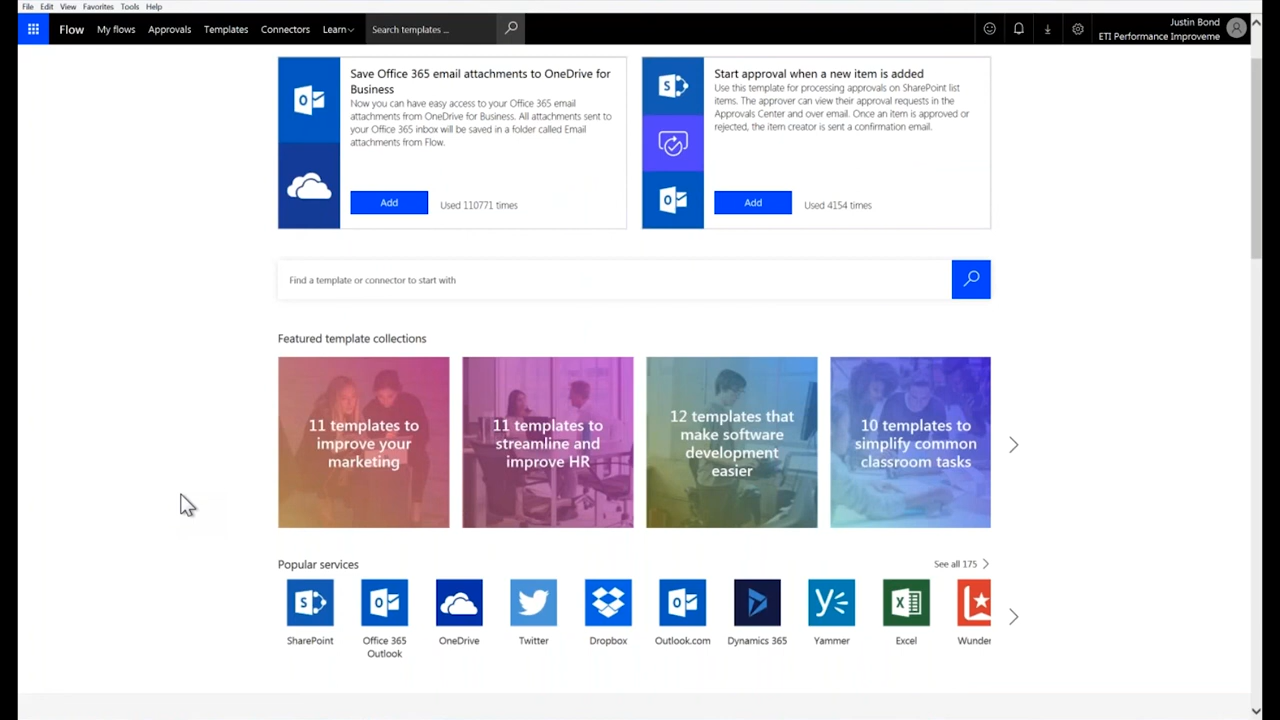 File Edit View Favorites Tools Help
Flow My flows Approvals Templates Connectors Learn Search templates ...
Justin Bond
ETI Performance Improveme
Save Office 365 email attachments to OneDrive for
Business
Now you can have easy access to your Office 365 email
attachments from OneDrive for Business. All attachments sent to
your Office 365 inbox will be saved in a folder called Email
attachments from Flow.
Add Used 110771 times
Start approval when a new item is added
Use this template for processing approvals on SharePoint list
items. The approver can view their approval requests in the
Approvals Center and over email. Once an item is approved or
rejected, the item creator is sent a confirmation email.
Add Used 4154 times
Find a template or connector to start with
Featured template collections
11 templates to
improve your
marketing
11 templates to
streamline and
improve HR
12 templates that
make software
development
easier
10 templates to
simplify common
classroom tasks
Popular services
See all 175
SharePoint
Office 365
Outlook
OneDrive
Twitter
Dropbox
Outlook.com
Dynamics 365
Yammer
Excel
Wunder